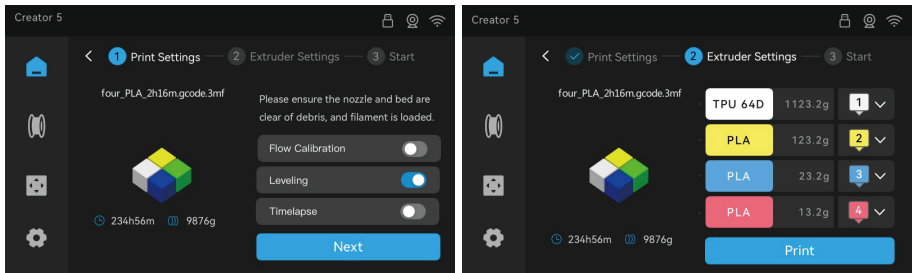 Creator 5
1 Print Settings 2 Extruder Settings 3 Start
four_PLA_2h16m.gcode.3mf
Please ensure the nozzle and bed are
clear of debris, and filament is loaded.
Flow Calibration
Leveling
Timelapse
234h56m 9876g
Next
Creator 5
Print Settings 2 Extruder Settings 3 Start
four_PLA_2h16m.gcode.3mf
TPU 64D 1123.2g 1
PLA 123.2g 2
PLA 23.2g 3
PLA 13.2g 4
234h56m 9876g
Print